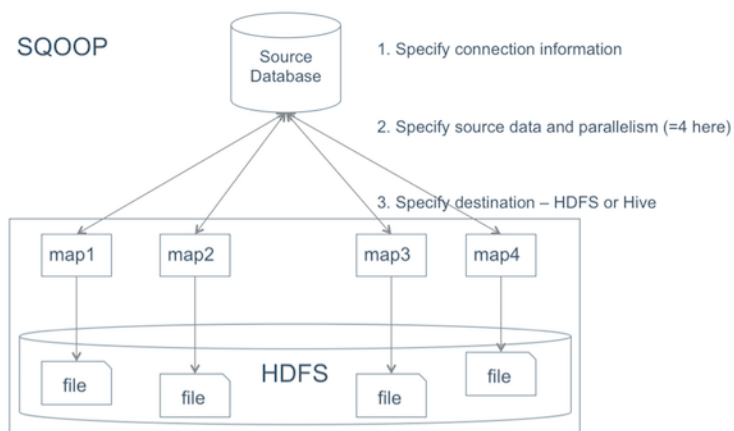 SQOOP
Source
Database
1. Specify connection information
2. Specify source data and parallelism (=4 here)
3. Specify destination – HDFS or Hive
map1
map2
map3
map4
HDFS
file
file
file
file